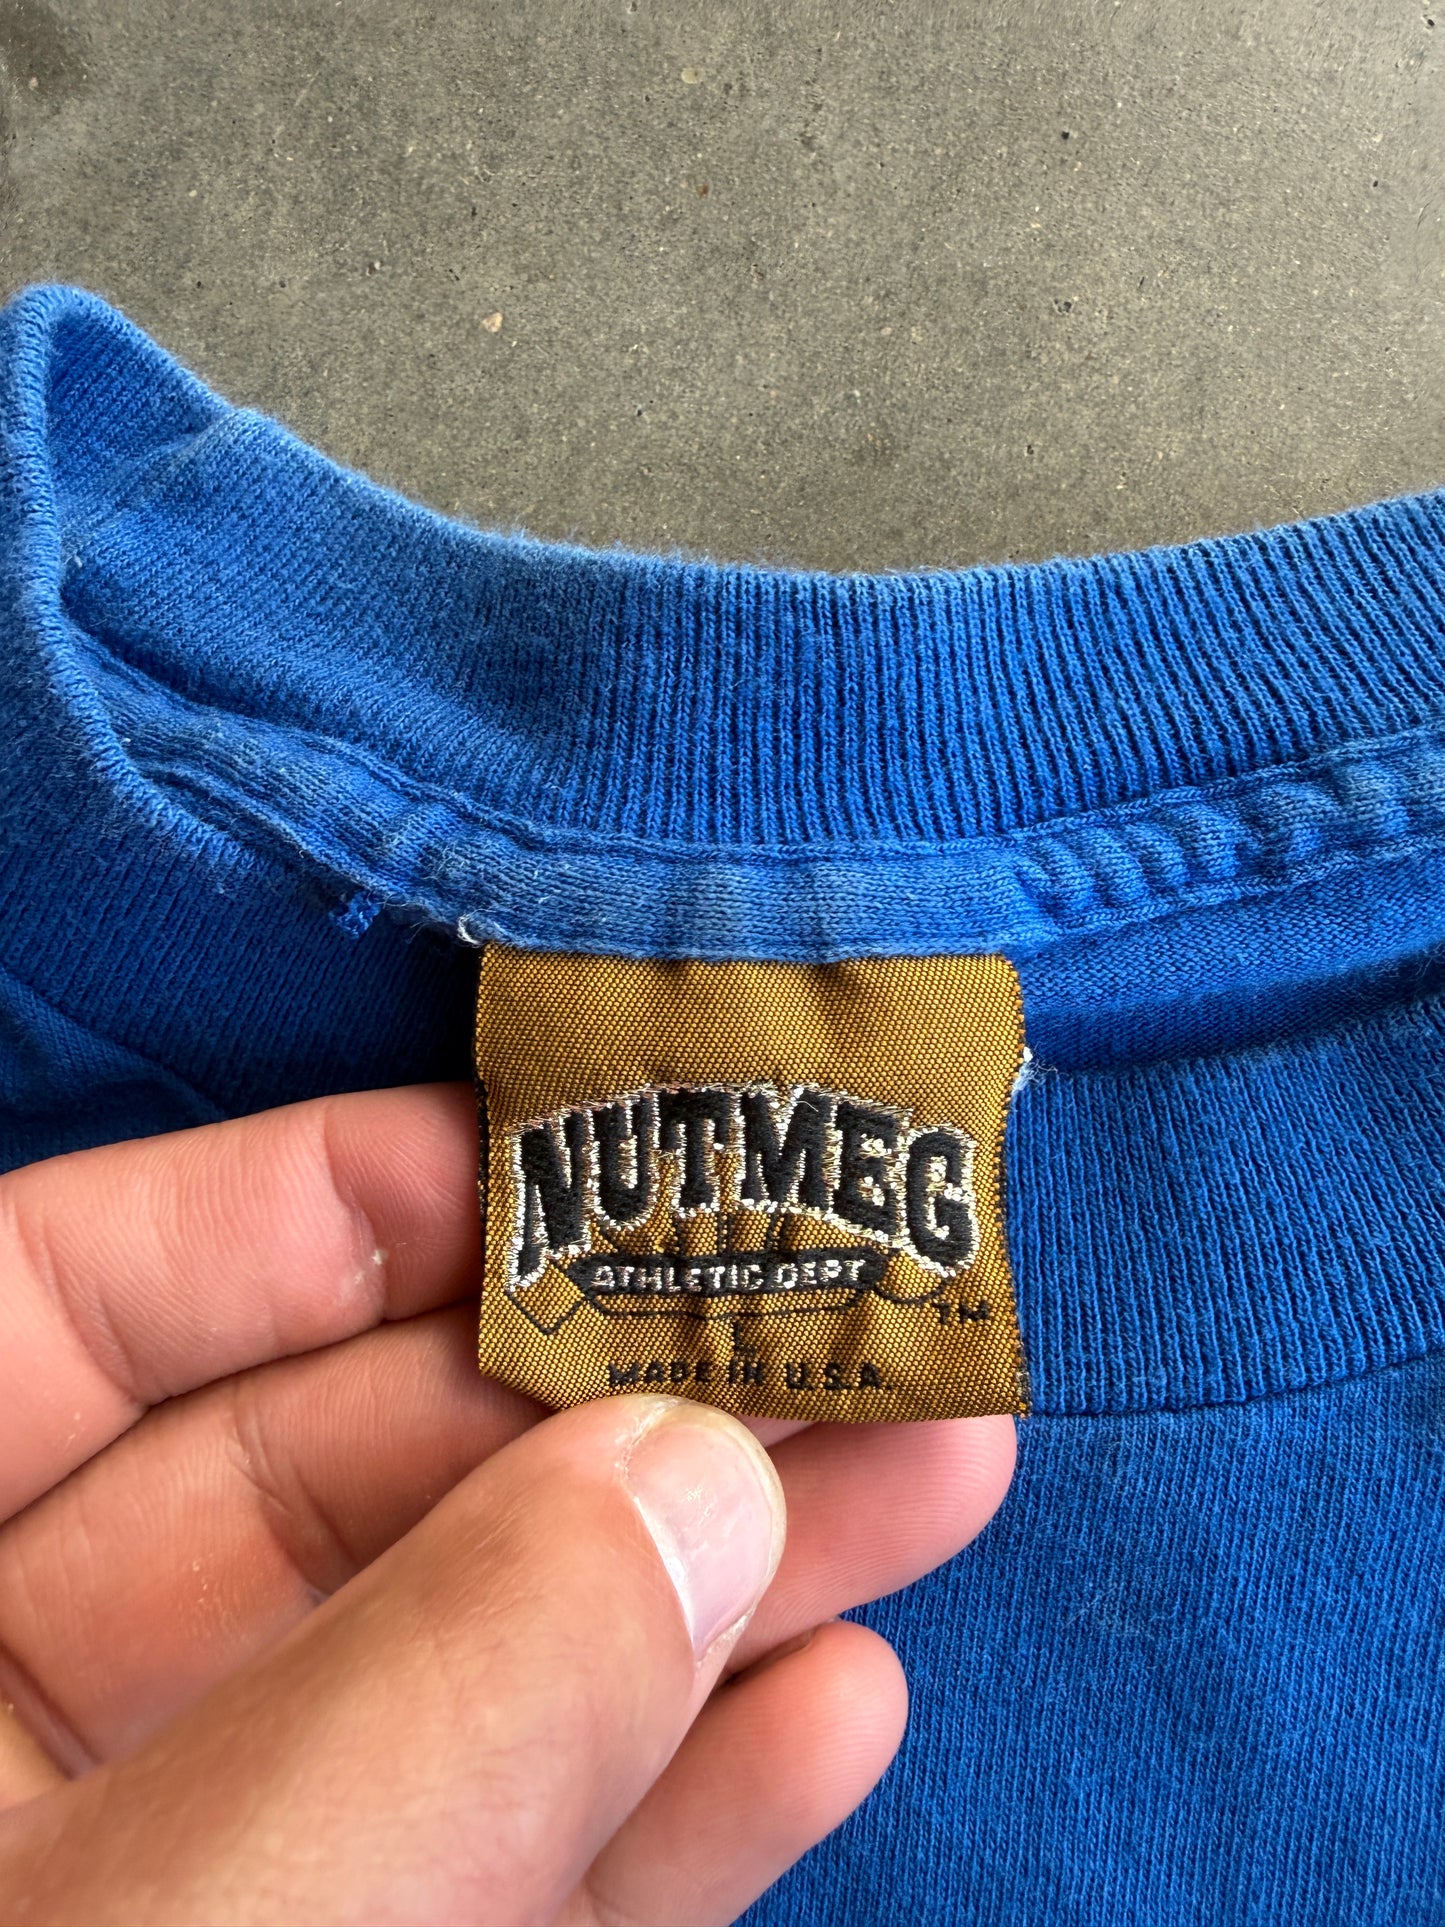 NUTMEG
ATHLETIC DEPT
TM
L
MADE IN U.S.A.